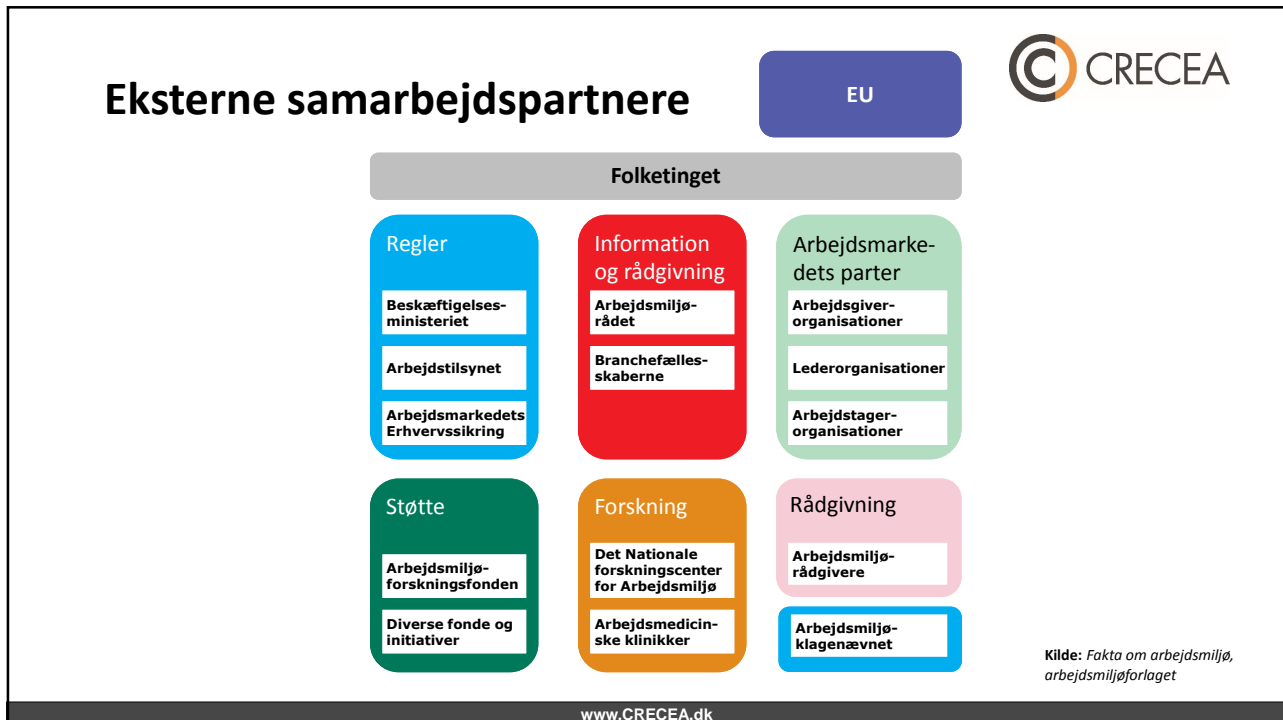 Eksterne samarbejdspartnere
EU
CRECEA
Folketinget
Regler
Beskæftigelses-
ministeriet
Arbejdstilsynet
Arbejdsmarkedets
Erhvervssikring
Information
og rådgivning
Arbejdsmiljø-
rådet
Branchefælles-
skaberne
Arbejdsmarke-
dets parter
Arbejdsgiver-
organisationer
Lederorganisationer
Arbejdstager-
organisationer
Støtte
Arbejdsmiljø-
forskningsfonden
Diverse fonde og
initiativer
Forskning
Det Nationale
forskningscenter
for Arbejdsmiljø
Arbejdsmedicin-
ske klinikker
Rådgivning
Arbejdsmiljø-
rådgivere
Arbejdsmiljø-
klagenævnet
Kilde: Fakta om arbejdsmiljø,
arbejdsmiljøforlaget
www.CRECEA.dk